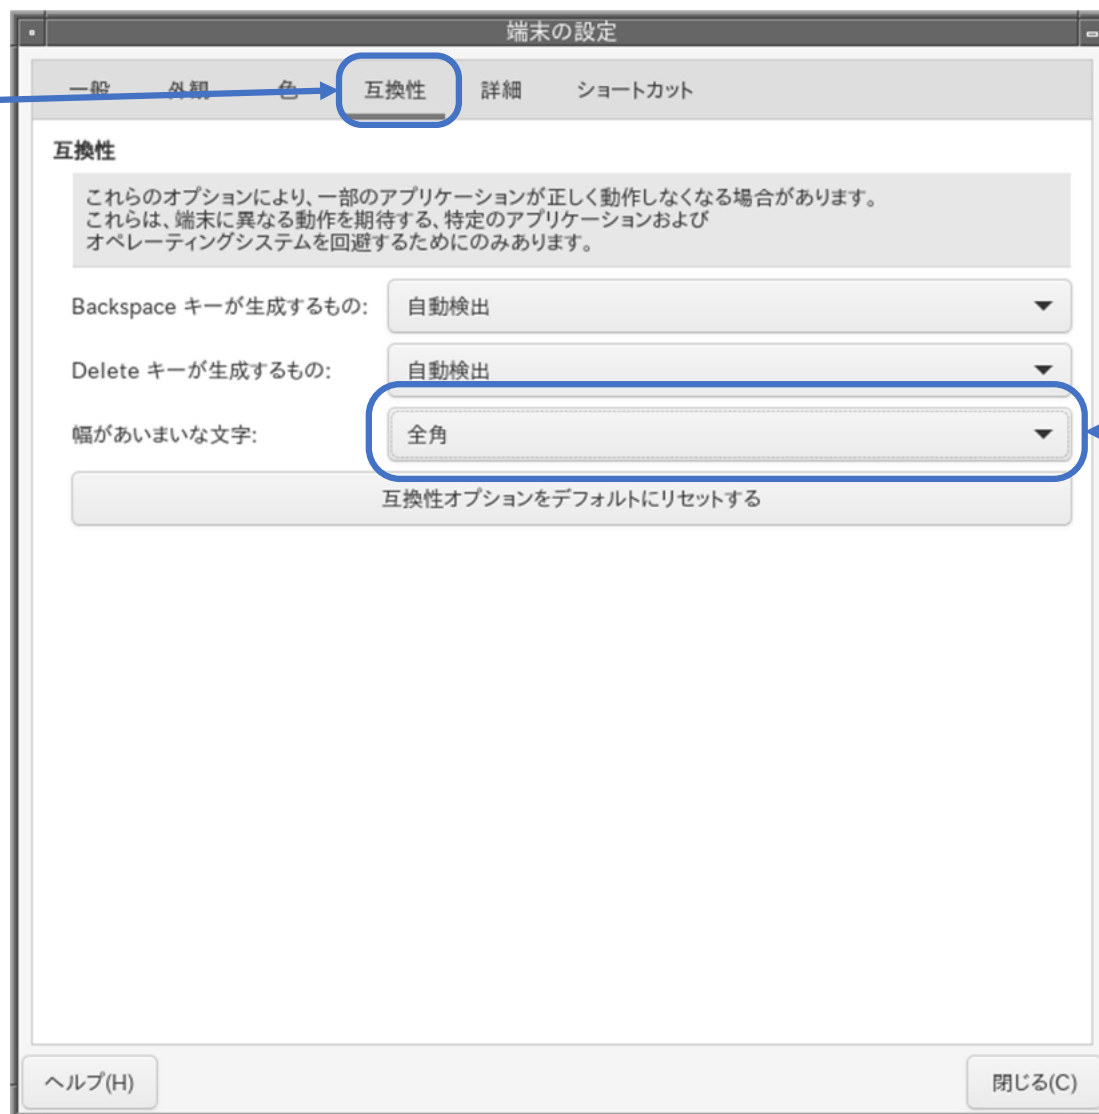 端末の設定
一般 外観 色 互換性 詳細 ショートカット
互換性
これらのオプションにより、一部のアプリケーションが正しく動作しなくなる場合があります。
これらは、端末に異なる動作を期待する、特定のアプリケーションおよび
オペレーティングシステムを回避するためにのみあります。
Backspace キーが生成するもの: 自動検出
Delete キーが生成するもの: 自動検出
幅があいまいな文字: 全角
互換性オプションをデフォルトにリセットする
ヘルプ(H) 閉じる(C)